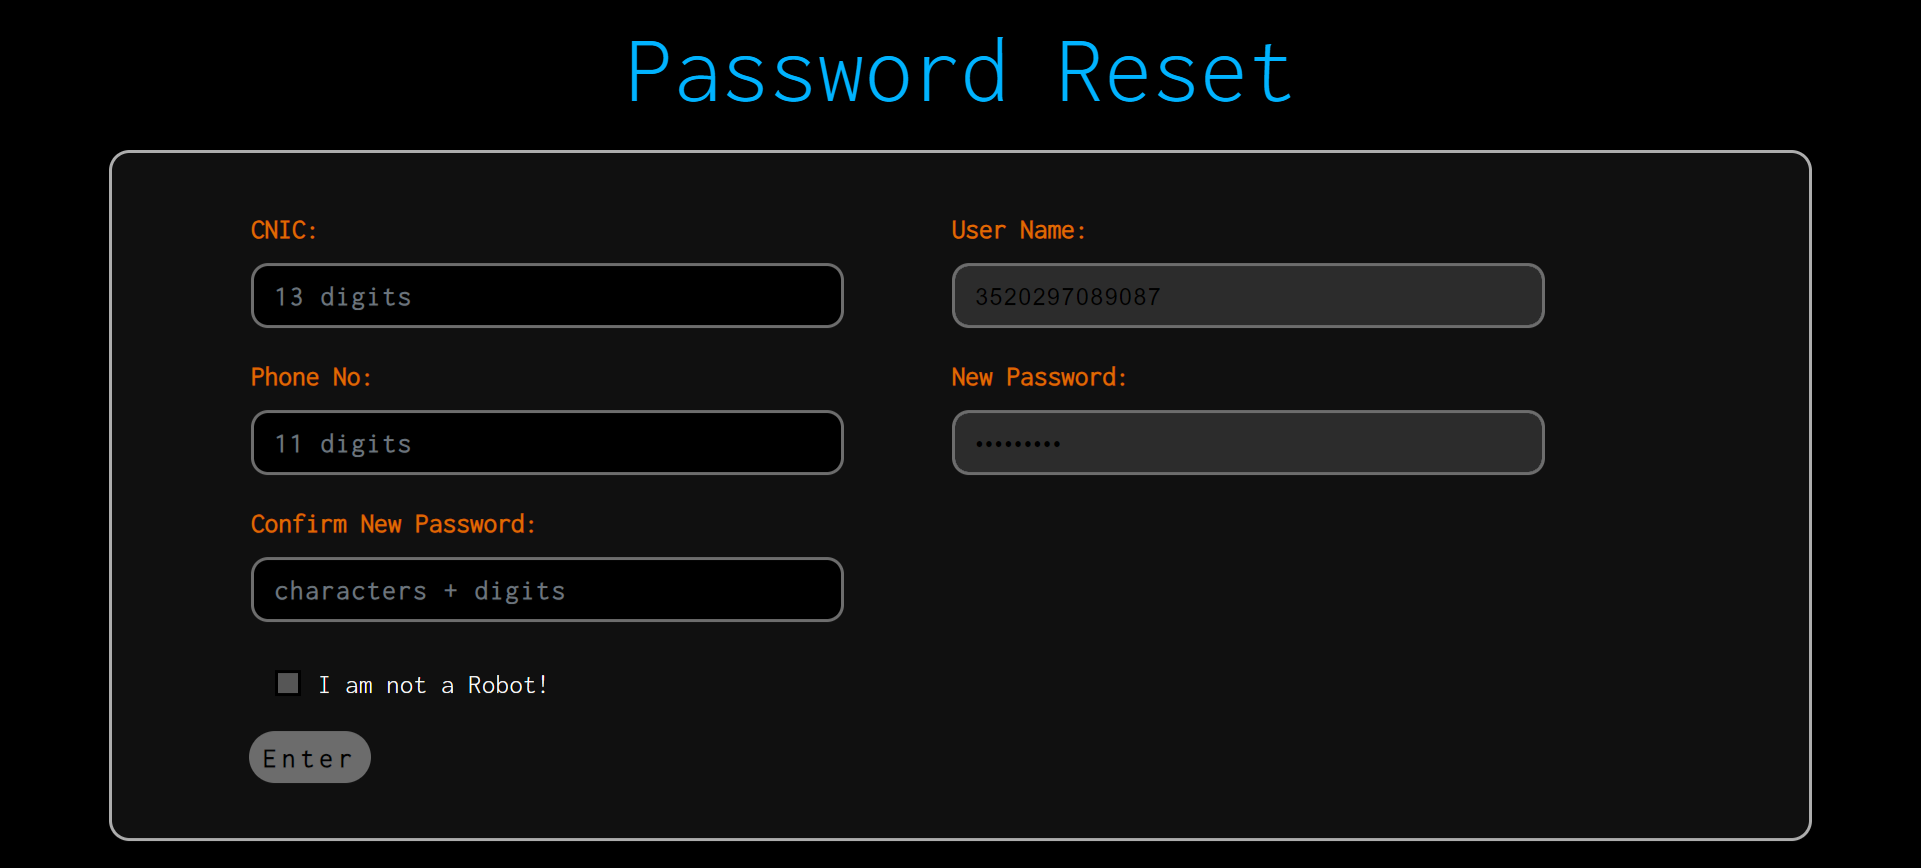 Password Reset
CNIC:
User Name:
13 digits
3520297089087
Phone No:
New Password:
11 digits
•••••••••
Confirm New Password:
characters + digits
I am not a Robot!
Enter